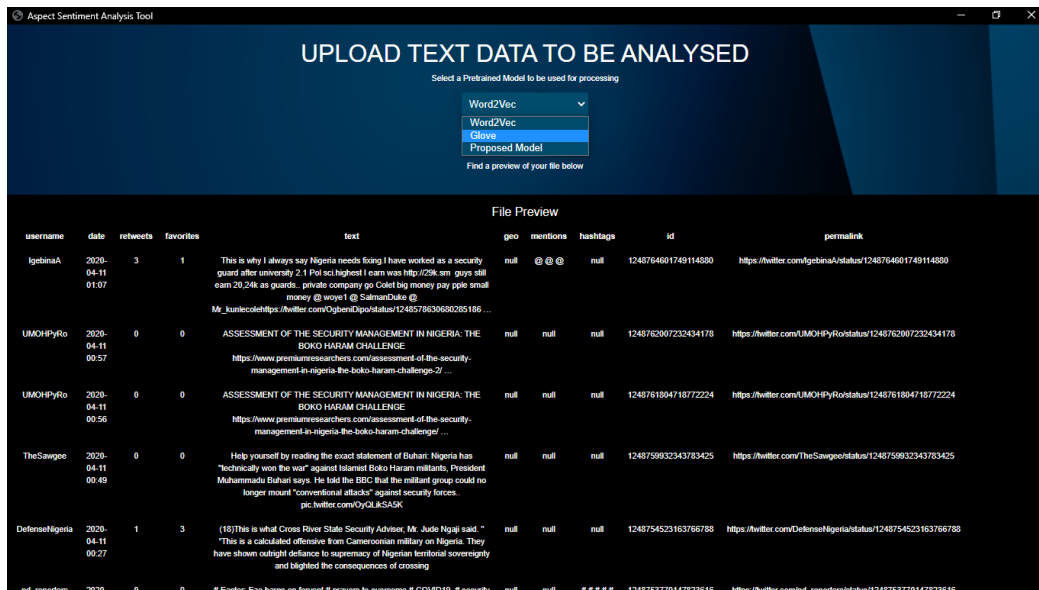 Aspect Sentiment Analysis Tool
UPLOAD TEXT DATA TO BE ANALYSED
Select a Pretrained Model to be used for processing
Word2Vec
Word2Vec
Glove
Proposed Model
Find a preview of your file below
File Preview
username date retweets favorites text geo mentions hashtags id permalink
IgebinaA 2020-04-11 01:07 3 1
This is why I always say Nigeria needs fixing.I have worked as a security
guard after university 2.1 Pol sci.highest I earn was http://29k.sm guys still
earn 20,24k as guards.. private company go Colet big money pay pple small
money @ woye1 @ SalmanDuke @
Mr_kunlecolehttps://twitter.com/OgbeniDipo/status/1248578630680285186 …
null @ @ @ null 1248764601749114880 https://twitter.com/IgebinaA/status/1248764601749114880
UMOHPyRo 2020-04-11 00:57 0 0
ASSESSMENT OF THE SECURITY MANAGEMENT IN NIGERIA: THE
BOKO HARAM CHALLENGE
https://www.premiumresearchers.com/assessment-of-the-security-
management-in-nigeria-the-boko-haram-challenge-2/ …
null null null 1248762007232434178 https://twitter.com/UMOHPyRo/status/1248762007232434178
UMOHPyRo 2020-04-11 00:56 0 0
ASSESSMENT OF THE SECURITY MANAGEMENT IN NIGERIA: THE
BOKO HARAM CHALLENGE
https://www.premiumresearchers.com/assessment-of-the-security-
management-in-nigeria-the-boko-haram-challenge/ …
null null null 1248761804718772224 https://twitter.com/UMOHPyRo/status/1248761804718772224
TheSawgee 2020-04-11 00:49 0 0
Help yourself by reading the exact statement of Buhari: Nigeria has
"technically won the war" against Islamist Boko Haram militants, President
Muhammadu Buhari says. He told the BBC that the militant group could no
longer mount "conventional attacks" against security forces..
pic.twitter.com/OyQLikSA5K
null null null 1248759932343783425 https://twitter.com/TheSawgee/status/1248759932343783425
DefenseNigeria 2020-04-11 00:27 1 3
(18)This is what Cross River State Security Adviser, Mr. Jude Ngaji said. "
"This is a calculated offensive from Cameroonian military on Nigeria. They
have shown outright defiance to supremacy of Nigerian territorial sovereignty
and blighted the consequences of crossing
null null null 1248754523163766788 https://twitter.com/DefenseNigeria/status/1248754523163766788